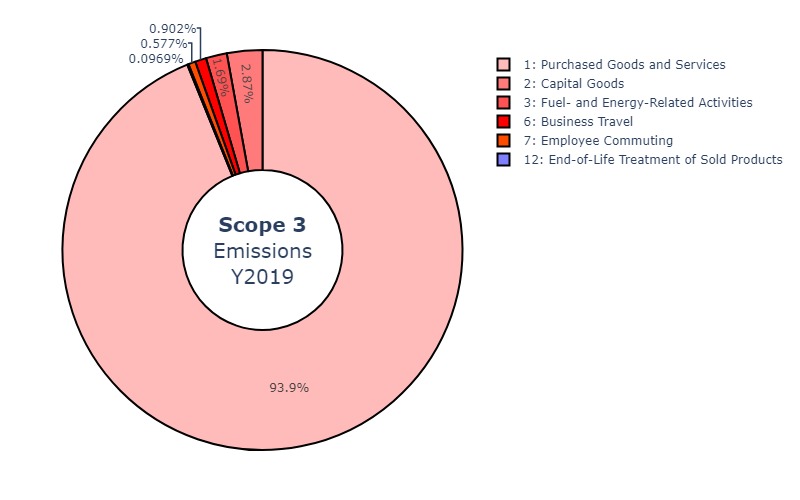 0.902%
0.577%
0.0969%
1.69%
2.87%
93.9%
Scope 3
Emissions
Y2019
1: Purchased Goods and Services
2: Capital Goods
3: Fuel- and Energy-Related Activities
6: Business Travel
7: Employee Commuting
12: End-of-Life Treatment of Sold Products